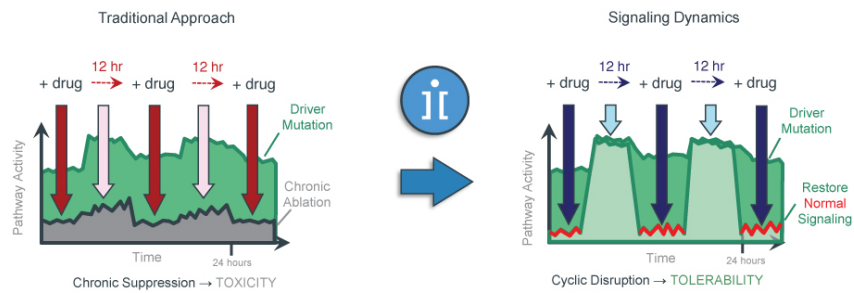 Traditional Approach
12 hr
12 hr
+ drug
+ drug
+ drug
Driver
Mutation
Chronic
Ablation
Pathway Activity
Time
24 hours
Chronic Suppression → TOXICITY
Signaling Dynamics
12 hr
12 hr
+ drug
+ drug
+ drug
Driver
Mutation
Restore
Normal
Signaling
Pathway Activity
Time
24 hours
Cyclic Disruption → TOLERABILITY